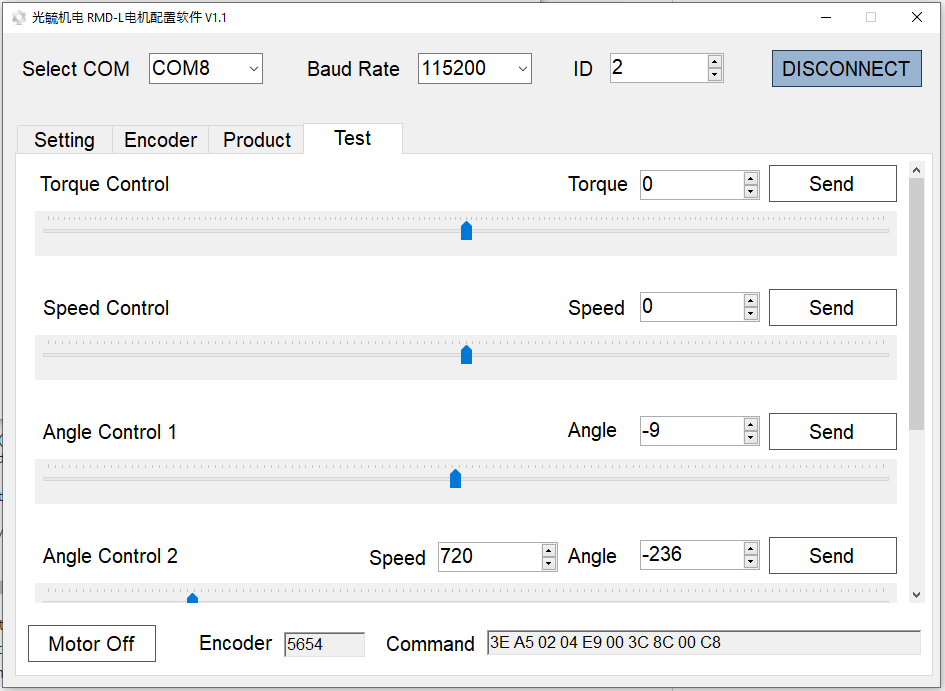 光毓机电 RMD-L电机配置软件 V1.1
Select COM COM8 Baud Rate 115200 ID 2 DISCONNECT
Setting Encoder Product Test
Torque Control Torque 0 Send
Speed Control Speed 0 Send
Angle Control 1 Angle -9 Send
Angle Control 2 Speed 720 Angle -236 Send
Motor Off Encoder 5654 Command 3E A5 02 04 E9 00 3C 8C 00 C8